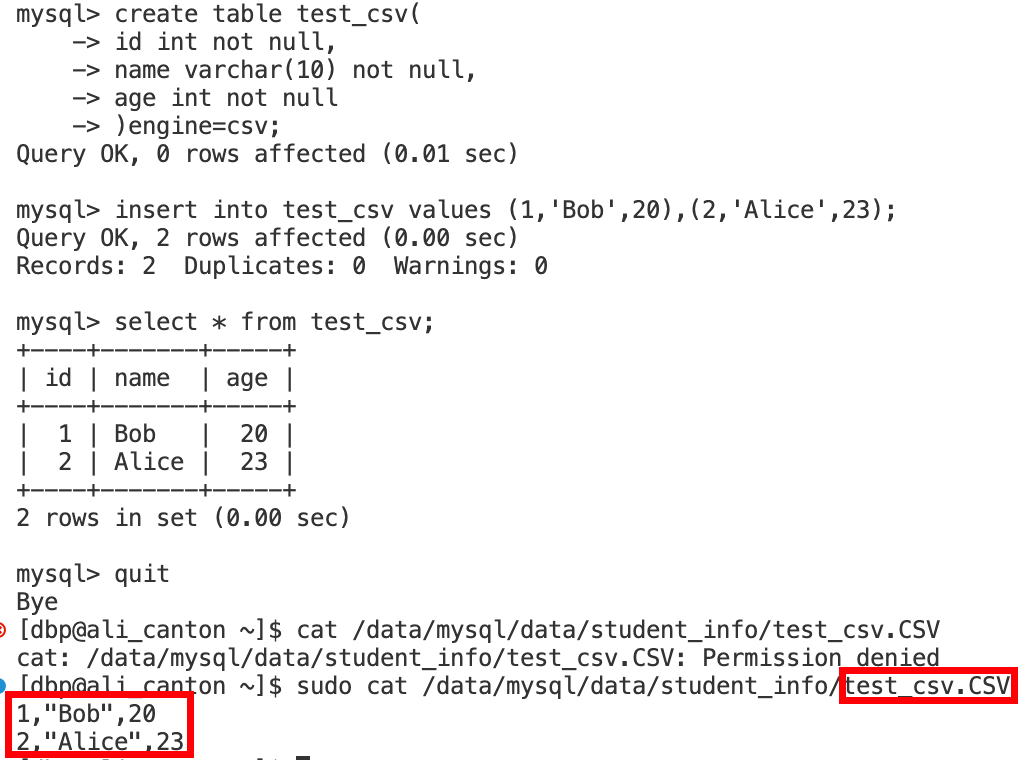 mysql> create table test_csv(
    -> id int not null,
    -> name varchar(10) not null,
    -> age int not null
    -> )engine=csv;
Query OK, 0 rows affected (0.01 sec)
mysql> insert into test_csv values (1,'Bob',20),(2,'Alice',23);
Query OK, 2 rows affected (0.00 sec)
Records: 2  Duplicates: 0  Warnings: 0
mysql> select * from test_csv;
+----+-------+-----+
| id | name  | age |
+----+-------+-----+
|  1 | Bob   |  20 |
|  2 | Alice |  23 |
+----+-------+-----+
2 rows in set (0.00 sec)
mysql> quit
Bye
[dbp@ali_canton ~]$ cat /data/mysql/data/student_info/test_csv.CSV
cat: /data/mysql/data/student_info/test_csv.CSV: Permission denied
[dbp@ali_canton ~]$ sudo cat /data/mysql/data/student_info/test_csv.CSV
1,"Bob",20
2,"Alice",23